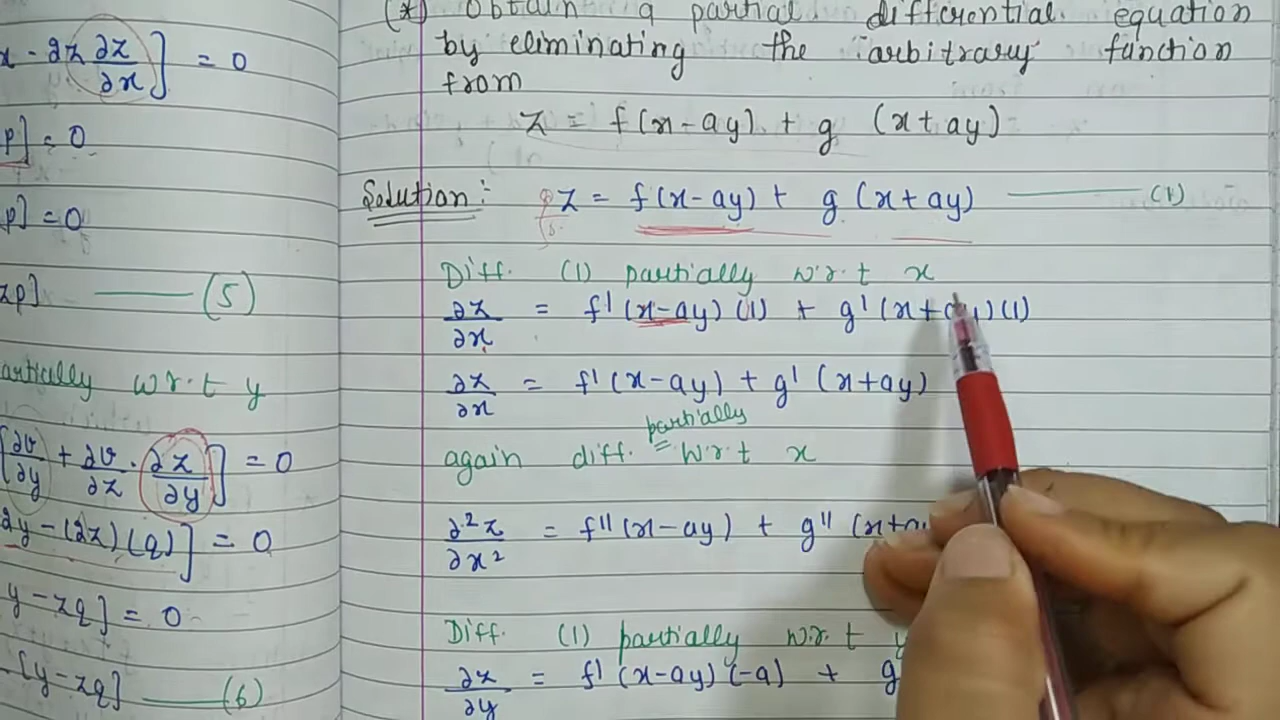 x - 2z ∂z/∂x] = 0
p] = 0
p] = 0
zp] ——— (5)
artially w.r.t y
[∂v/∂y + ∂v/∂z · ∂z/∂y] = 0
2y - (2z)(q)] = 0
y - zq] = 0
-[y - zq] ——— (6)
(*) Obtain a partial differential equation
by eliminating the arbitrary function
from
z = f(x-ay) + g (x+ay)
Solution: z = f(x-ay) + g (x+ay) ——— (1)
Diff. (1) partially w.r.t x
∂z/∂x = f'(x-ay)(1) + g'(x+ay)(1)
∂z/∂x = f'(x-ay) + g'(x+ay)
again diff. partially w.r.t x
∂²z/∂x² = f''(x-ay) + g''(x+a
Diff. (1) partially w.r.t y
∂z/∂y = f'(x-ay)(-a) + g